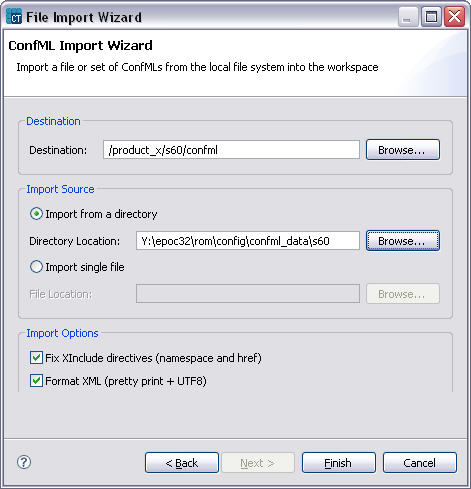 CT File Import Wizard
ConfML Import Wizard
Import a file or set of ConfMLs from the local file system into the workspace
Destination
Destination: /product_x/s60/confml Browse...
Import Source
Import from a directory
Directory Location: Y:\epoc32\rom\config\confml_data\s60 Browse...
Import single file
File Location: Browse...
Import Options
Fix XInclude directives (namespace and href)
Format XML (pretty print + UTF8)
? < Back Next > Finish Cancel